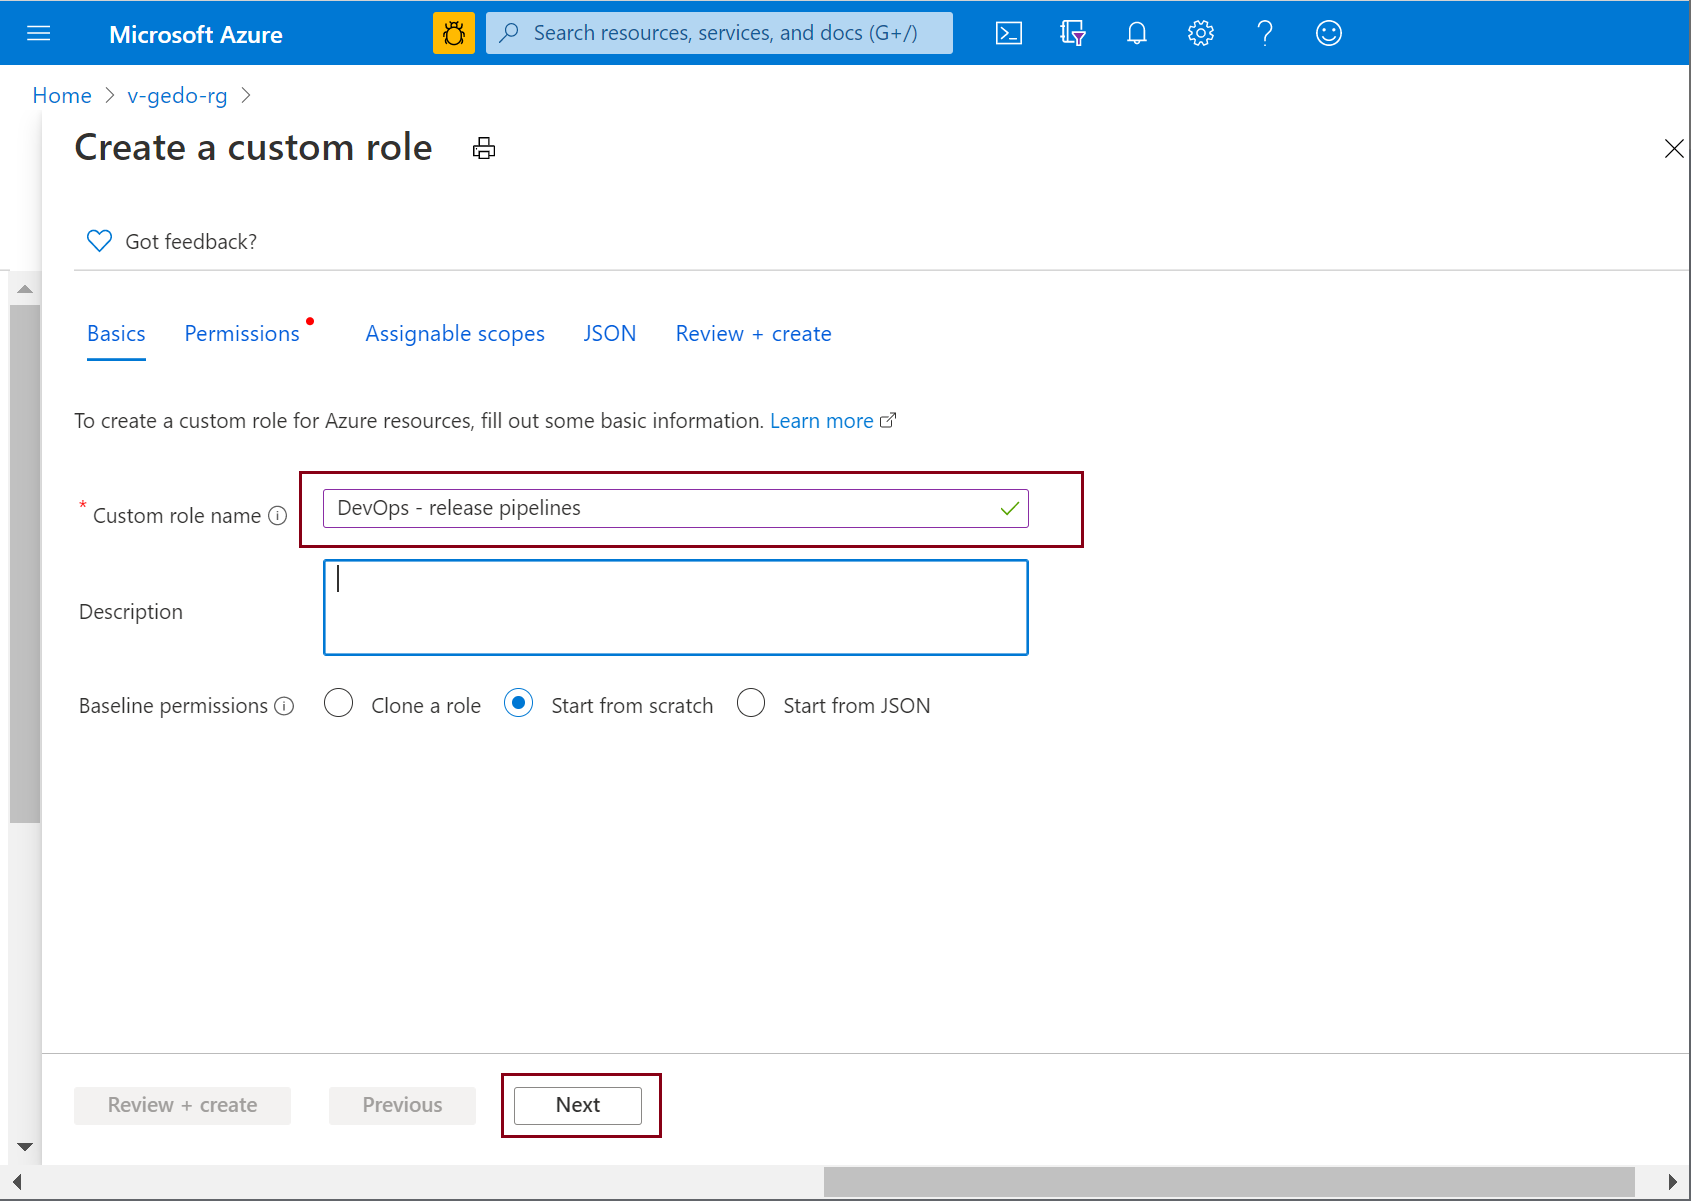 Microsoft Azure
Search resources, services, and docs (G+/)
Home > v-gedo-rg >
Create a custom role
Got feedback?
Basics Permissions Assignable scopes JSON Review + create
To create a custom role for Azure resources, fill out some basic information. Learn more
* Custom role name DevOps - release pipelines
Description
Baseline permissions Clone a role Start from scratch Start from JSON
Review + create Previous Next